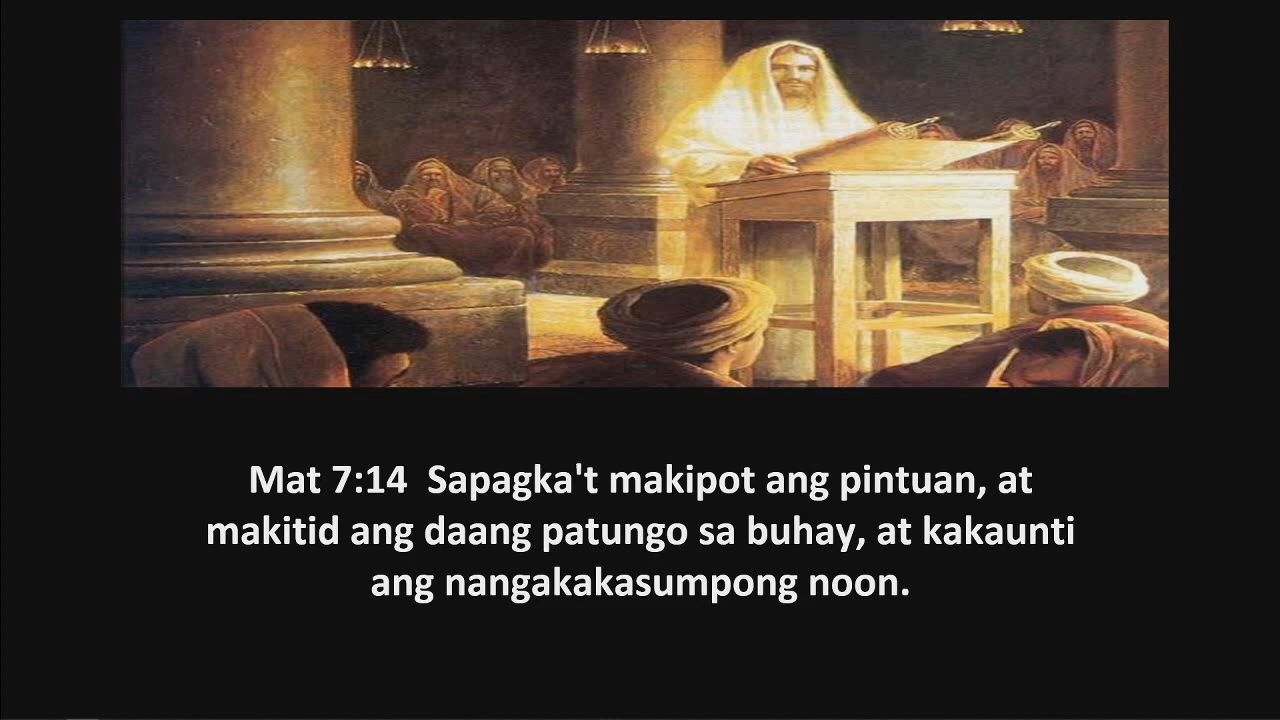 Mat 7:14  Sapagka't makipot ang pintuan, at
makitid ang daang patungo sa buhay, at kakaunti
ang nangakakasumpong noon.